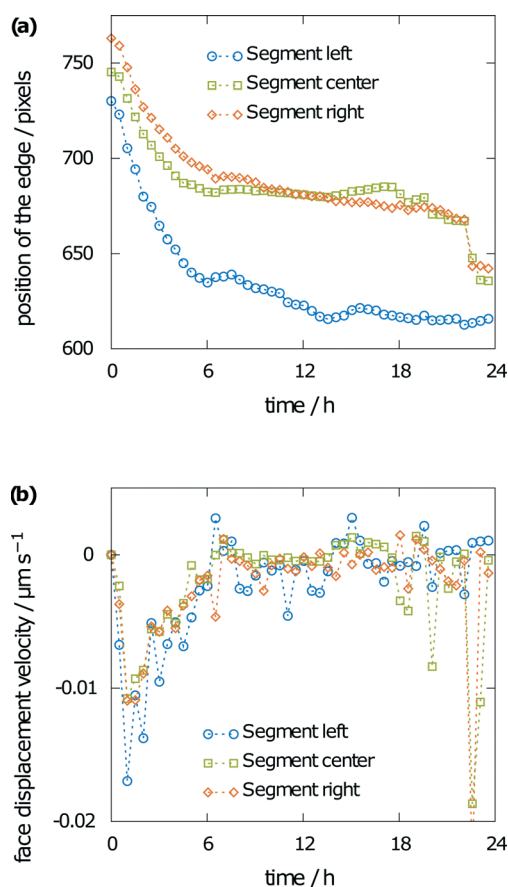 (a)
750
700
650
600
position of the edge / pixels
Segment left
Segment center
Segment right
0 6 12 18 24
time / h
(b)
0
-0.01
-0.02
face displacement velocity / μm s⁻¹
Segment left
Segment center
Segment right
0 6 12 18 24
time / h